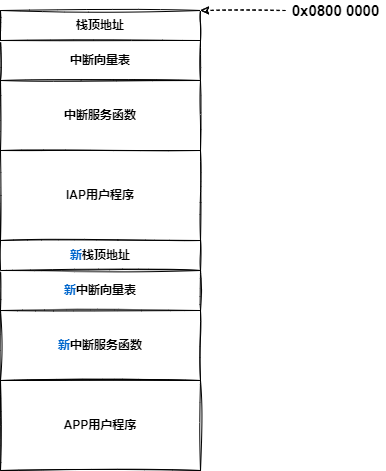 栈顶地址
0x0800 0000
中断向量表
中断服务函数
IAP用户程序
新栈顶地址
新中断向量表
新中断服务函数
APP用户程序